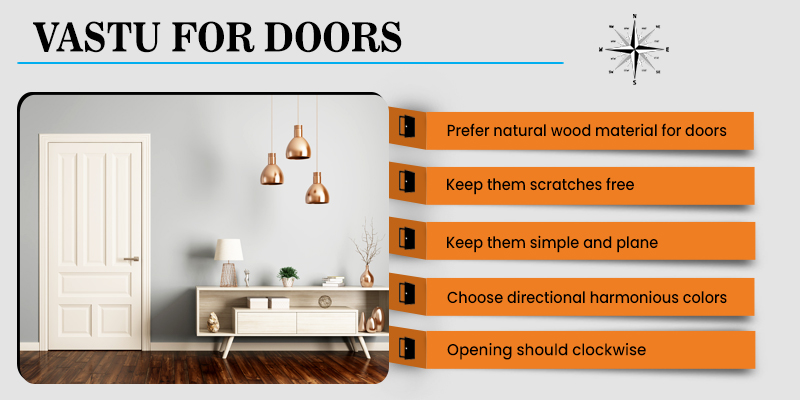 VASTU FOR DOORS
N
W
E
S
Prefer natural wood material for doors
Keep them scratches free
Keep them simple and plane
Choose directional harmonious colors
Opening should clockwise